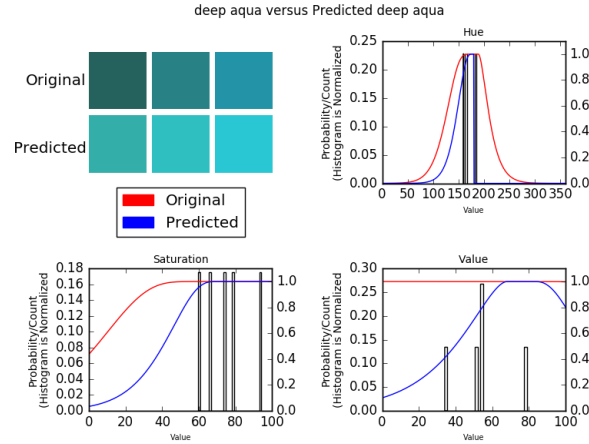 deep aqua versus Predicted deep aqua
Original
Predicted
Original
Predicted
Hue
Probability/Count
(Histogram is Normalized
0.25
0.20
0.15
0.10
0.05
0.00
1.0
0.8
0.6
0.4
0.2
0.0
0 50 100 150 200 250 300 350
Value
Saturation
Probability/Count
(Histogram is Normalized
0.18
0.16
0.14
0.12
0.10
0.08
0.06
0.04
0.02
0.00
1.0
0.8
0.6
0.4
0.2
0.0
0 20 40 60 80 100
Value
Value
Probability/Count
(Histogram is Normalized
0.30
0.25
0.20
0.15
0.10
0.05
0.00
1.0
0.8
0.6
0.4
0.2
0.0
0 20 40 60 80 100
Value